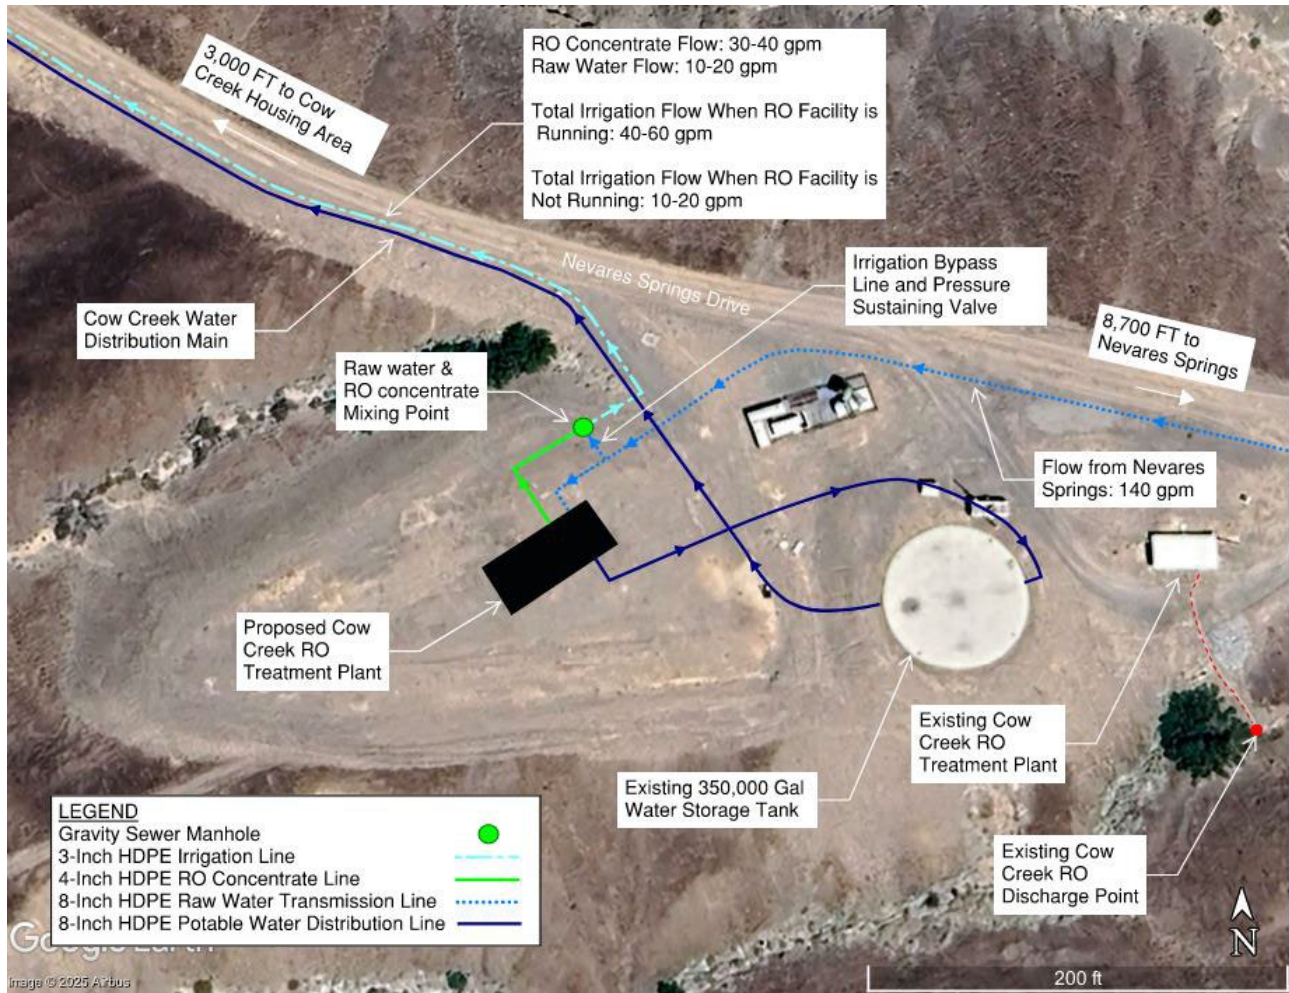 RO Concentrate Flow: 30-40 gpm
Raw Water Flow: 10-20 gpm
Total Irrigation Flow When RO Facility is
Running: 40-60 gpm
Total Irrigation Flow When RO Facility is
Not Running: 10-20 gpm
3,000 FT to Cow
Creek Housing Area
Nevares Springs Drive
Irrigation Bypass
Line and Pressure
Sustaining Valve
8,700 FT to
Nevares Springs
Cow Creek Water
Distribution Main
Raw water &
RO concentrate
Mixing Point
Flow from Nevares
Springs: 140 gpm
Proposed Cow
Creek RO
Treatment Plant
Existing Cow
Creek RO
Treatment Plant
Existing 350,000 Gal
Water Storage Tank
Existing Cow
Creek RO
Discharge Point
LEGEND
Gravity Sewer Manhole
3-Inch HDPE Irrigation Line
4-Inch HDPE RO Concentrate Line
8-Inch HDPE Raw Water Transmission Line
8-Inch HDPE Potable Water Distribution Line
Google Earth
Image © 2025 Airbus
N
200 ft